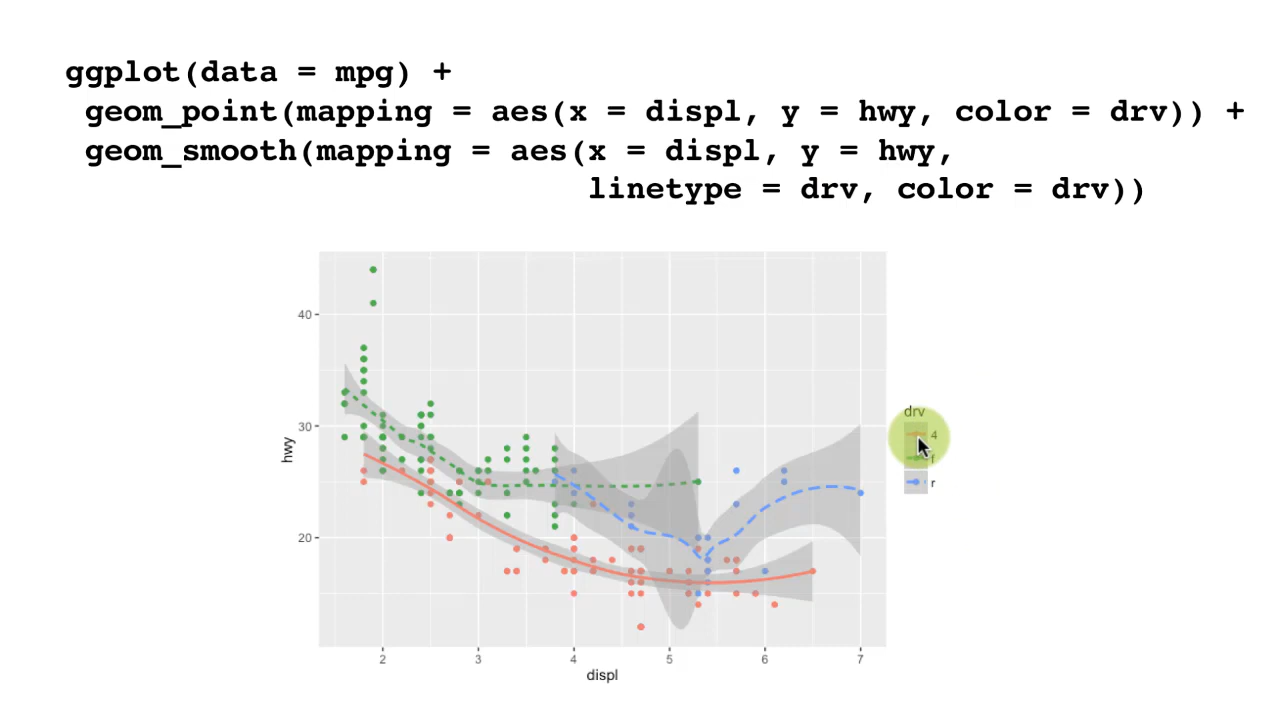 ggplot(data = mpg) +
geom_point(mapping = aes(x = displ, y = hwy, color = drv)) +
geom_smooth(mapping = aes(x = displ, y = hwy,
linetype = drv, color = drv))
40
30
20
hwy
2 3 4 5 6 7
displ
drv
4
f
r